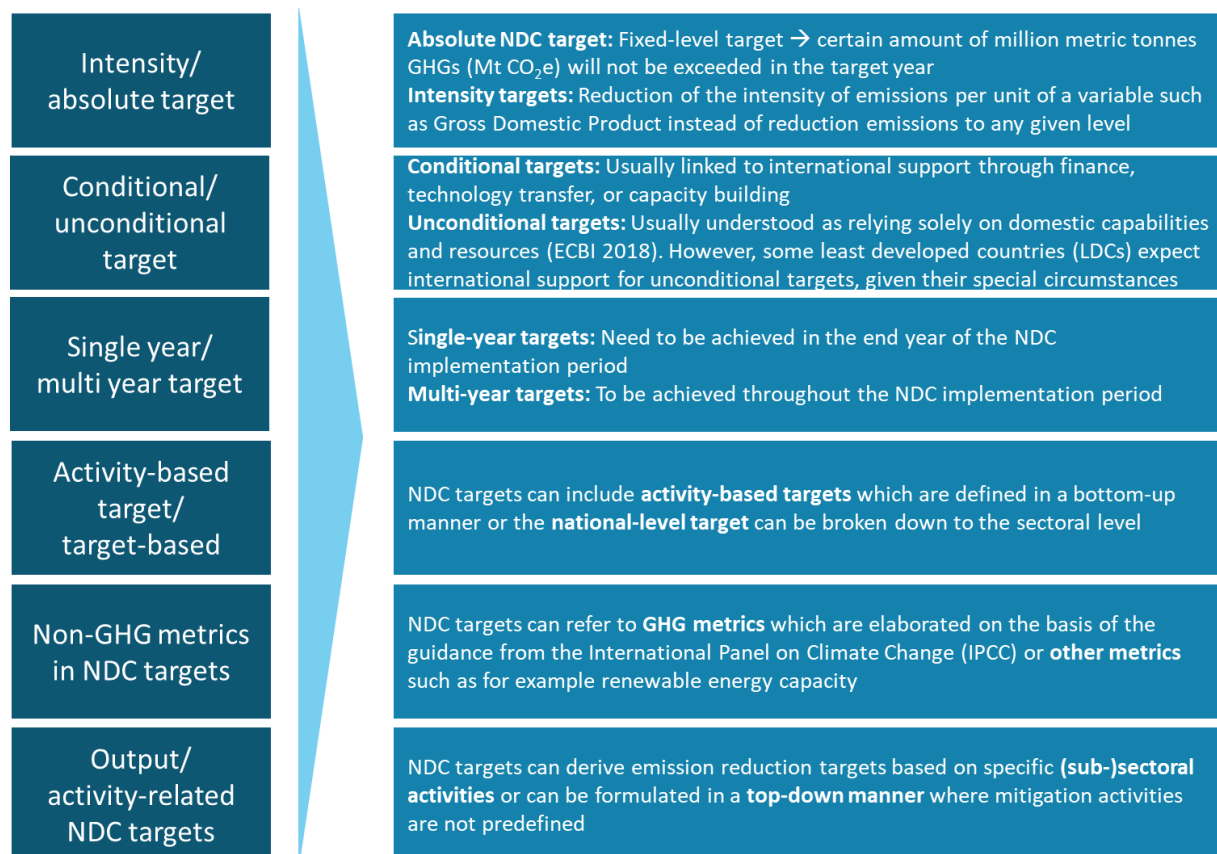 Intensity/
absolute target
Absolute NDC target: Fixed-level target → certain amount of million metric tonnes
GHGs (Mt CO₂e) will not be exceeded in the target year
Intensity targets: Reduction of the intensity of emissions per unit of a variable such
as Gross Domestic Product instead of reduction emissions to any given level
Conditional/
unconditional
target
Conditional targets: Usually linked to international support through finance,
technology transfer, or capacity building
Unconditional targets: Usually understood as relying solely on domestic capabilities
and resources (ECBI 2018). However, some least developed countries (LDCs) expect
international support for unconditional targets, given their special circumstances
Single year/
multi year target
Single-year targets: Need to be achieved in the end year of the NDC
implementation period
Multi-year targets: To be achieved throughout the NDC implementation period
Activity-based
target/
target-based
NDC targets can include activity-based targets which are defined in a bottom-up
manner or the national-level target can be broken down to the sectoral level
Non-GHG metrics
in NDC targets
NDC targets can refer to GHG metrics which are elaborated on the basis of the
guidance from the International Panel on Climate Change (IPCC) or other metrics
such as for example renewable energy capacity
Output/
activity-related
NDC targets
NDC targets can derive emission reduction targets based on specific (sub-)sectoral
activities or can be formulated in a top-down manner where mitigation activities
are not predefined